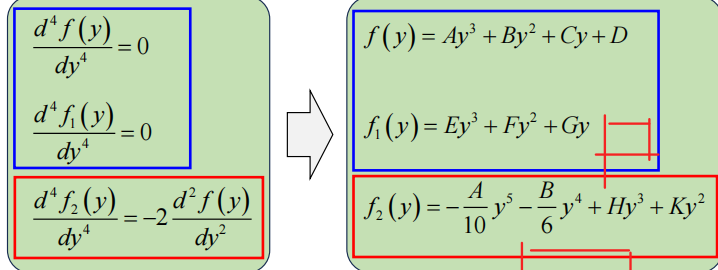 d⁴f(y)/dy⁴ = 0
d⁴f₁(y)/dy⁴ = 0
d⁴f₂(y)/dy⁴ = −2 d²f(y)/dy²
f(y) = Ay³ + By² + Cy + D
f₁(y) = Ey³ + Fy² + Gy
f₂(y) = −A/10 y⁵ − B/6 y⁴ + Hy³ + Ky²